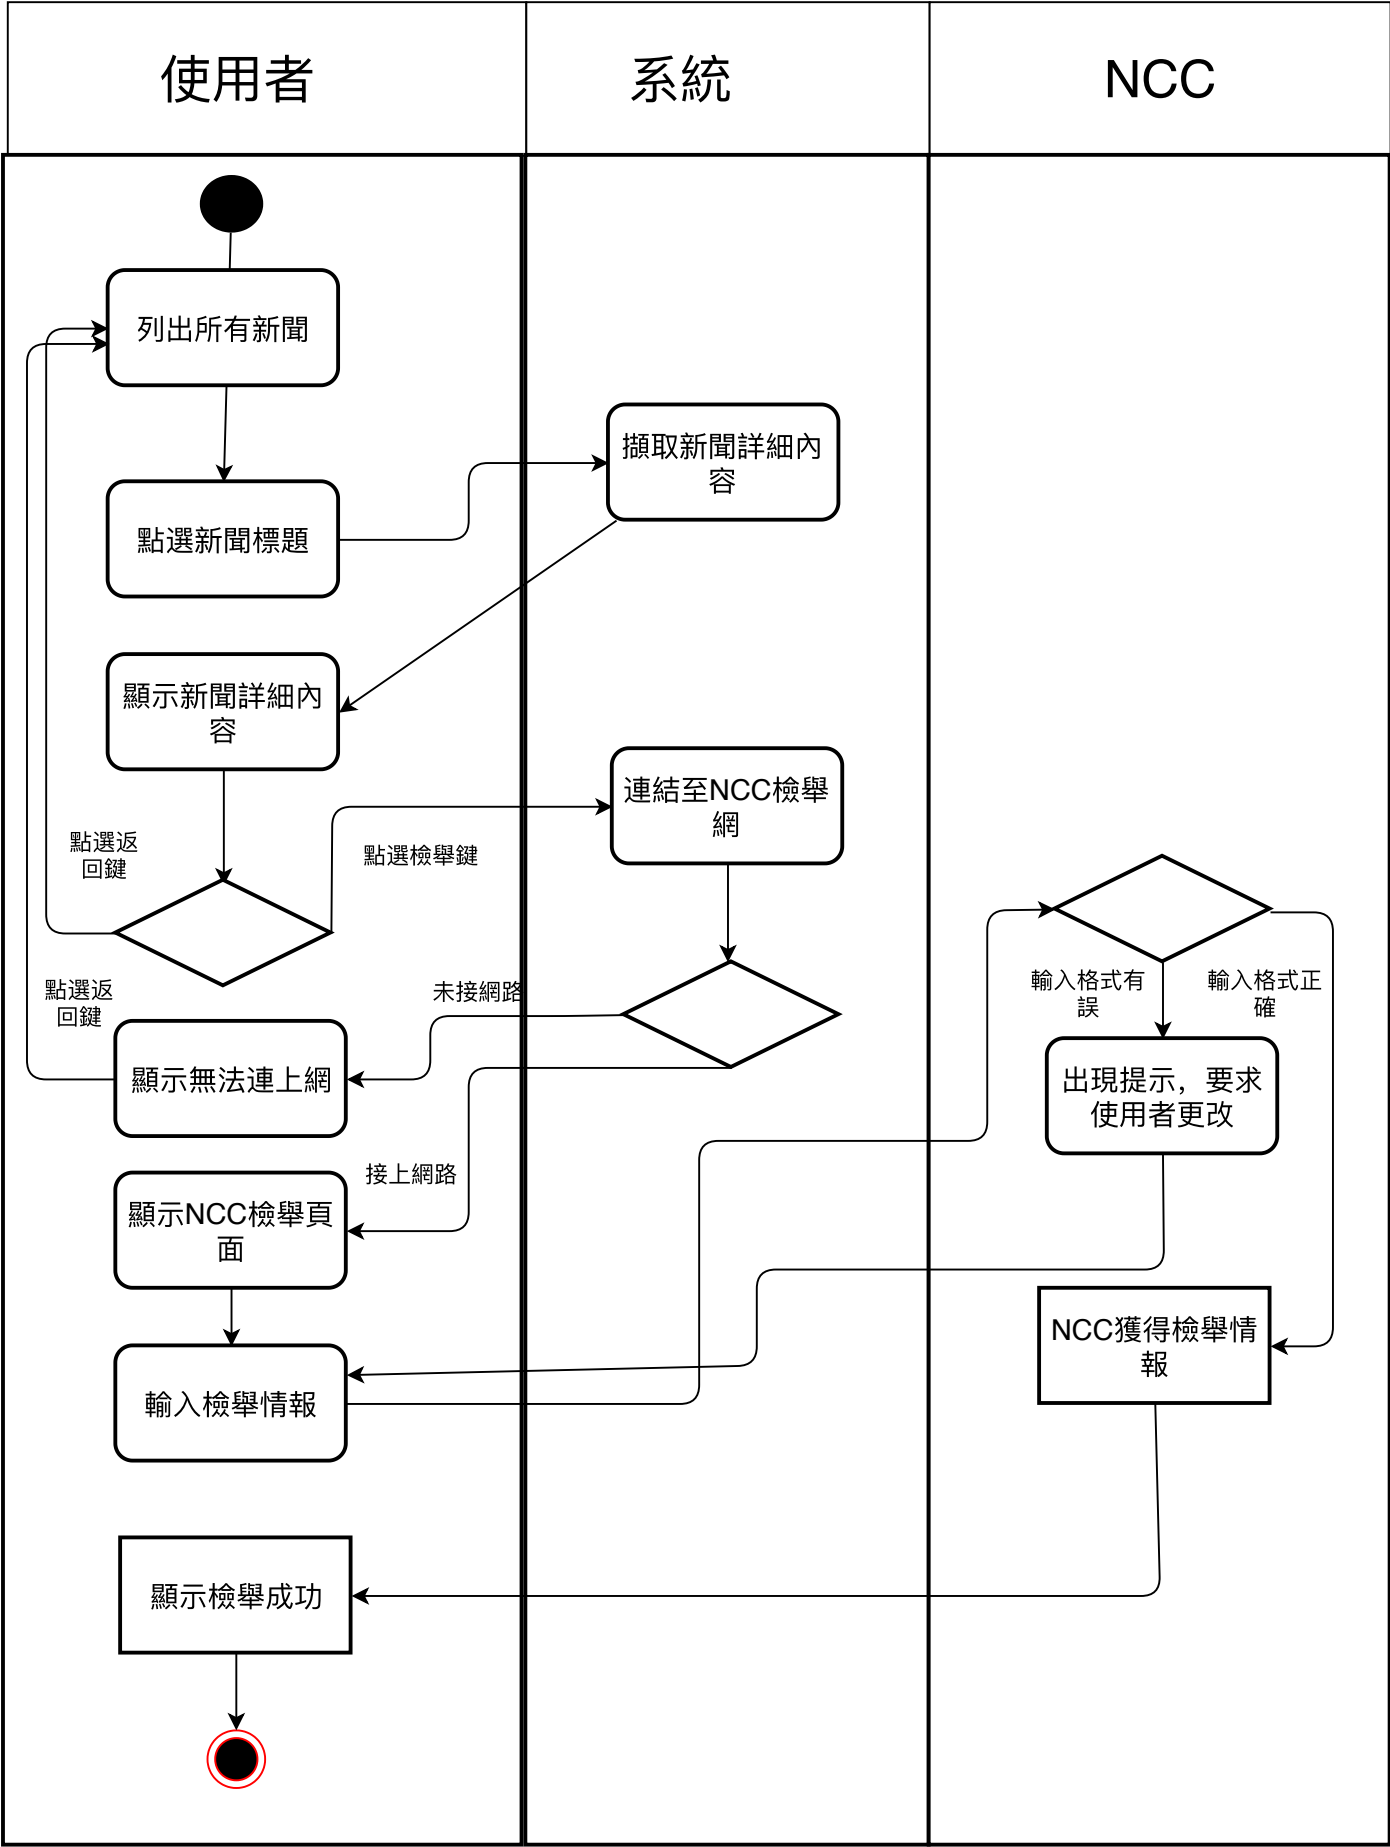 使用者
系統
NCC
列出所有新聞
擷取新聞詳細內
容
點選新聞標題
顯示新聞詳細內
容
連結至NCC檢舉
網
點選返
回鍵
點選檢舉鍵
點選返
回鍵
未接網路
輸入格式有
誤
輸入格式正
確
顯示無法連上網
出現提示，要求
使用者更改
接上網路
顯示NCC檢舉頁
面
NCC獲得檢舉情
報
輸入檢舉情報
顯示檢舉成功